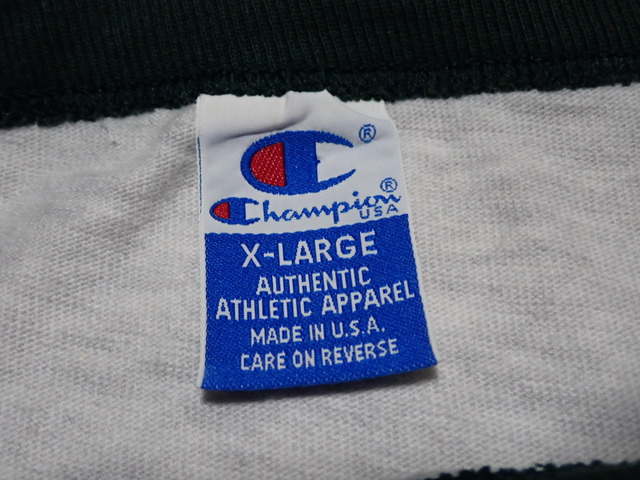 ®
®
Champion
USA
X-LARGE
AUTHENTIC
ATHLETIC APPAREL
MADE IN U.S.A.
CARE ON REVERSE